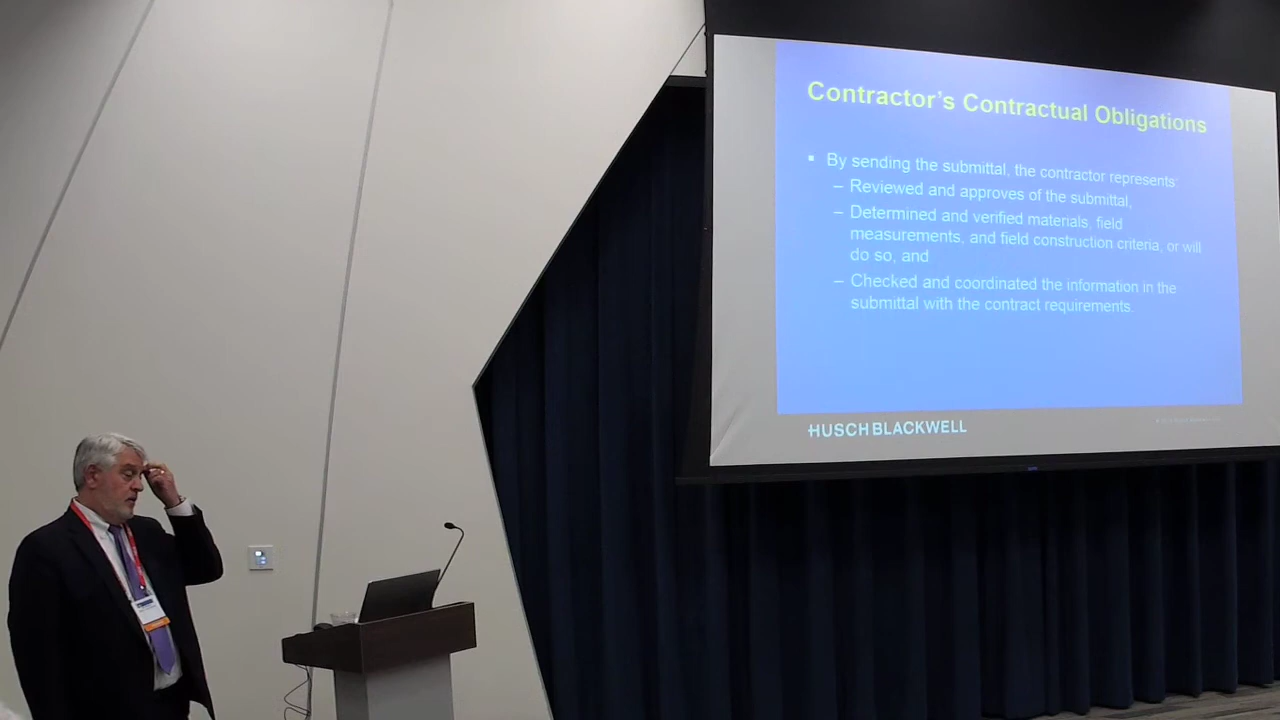 Contractor's Contractual Obligations
▪ By sending the submittal, the contractor represents:
– Reviewed and approves of the submittal,
– Determined and verified materials, field
measurements, and field construction criteria, or will
do so, and
– Checked and coordinated the information in the
submittal with the contract requirements.
HUSCH BLACKWELL